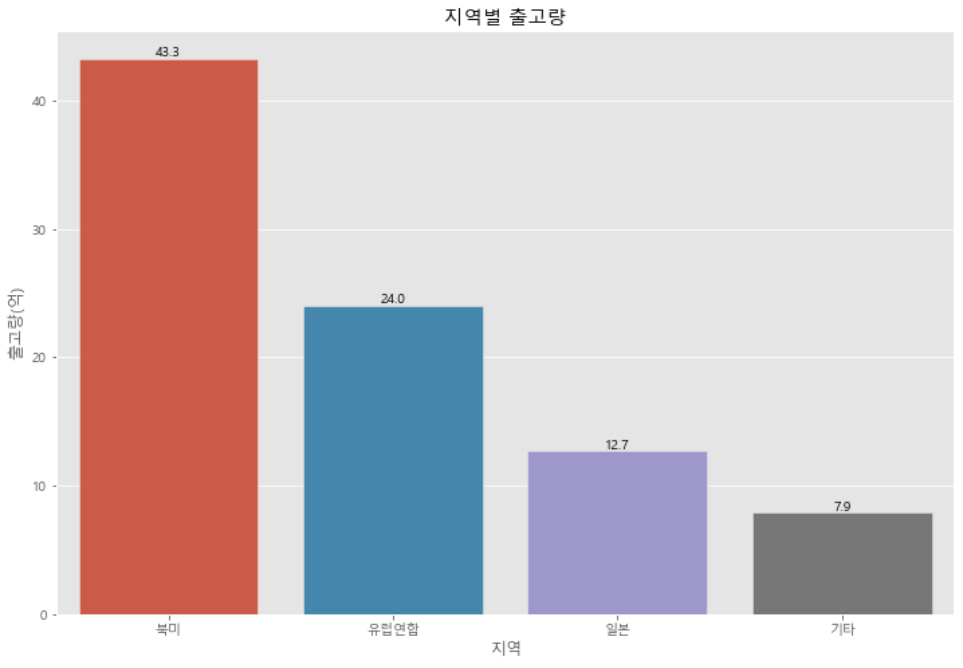 지역별 출고량
43.3
24.0
12.7
7.9
출고량(억)
40
30
20
10
0
북미
유럽연합
일본
기타
지역